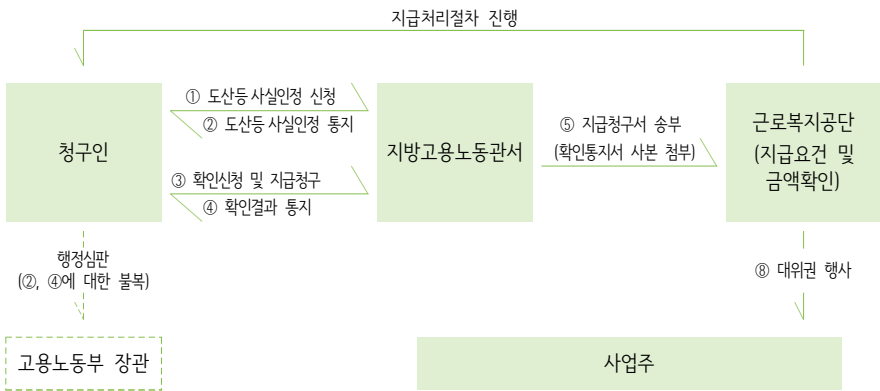 지급처리절차 진행
① 도산등 사실인정 신청
② 도산등 사실인정 통지
청구인
③ 확인신청 및 지급청구
④ 확인결과 통지
지방고용노동관서
⑤ 지급청구서 송부
(확인통지서 사본 첨부)
근로복지공단
(지급요건 및
금액확인)
행정심판
(②, ④에 대한 불복)
⑧ 대위권 행사
고용노동부 장관
사업주